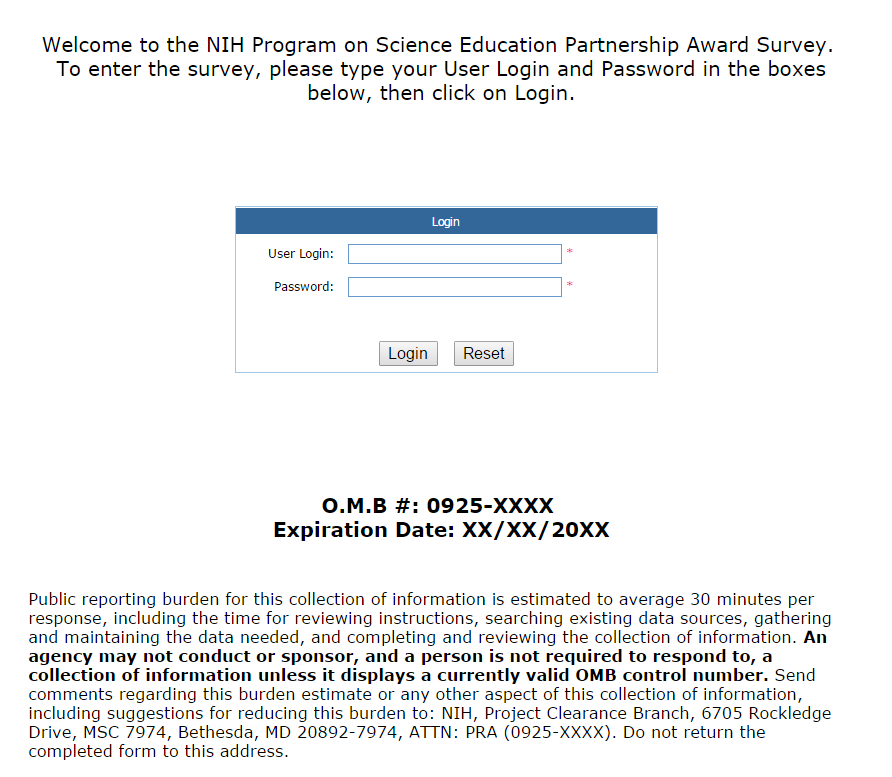 Welcome to the NIH Program on Science Education Partnership Award Survey.
To enter the survey, please type your User Login and Password in the boxes
below, then click on Login.
Login
User Login: *
Password: *
Login Reset
O.M.B #: 0925-XXXX
Expiration Date: XX/XX/20XX
Public reporting burden for this collection of information is estimated to average 30 minutes per
response, including the time for reviewing instructions, searching existing data sources, gathering
and maintaining the data needed, and completing and reviewing the collection of information. An
agency may not conduct or sponsor, and a person is not required to respond to, a
collection of information unless it displays a currently valid OMB control number. Send
comments regarding this burden estimate or any other aspect of this collection of information,
including suggestions for reducing this burden to: NIH, Project Clearance Branch, 6705 Rockledge
Drive, MSC 7974, Bethesda, MD 20892-7974, ATTN: PRA (0925-XXXX). Do not return the
completed form to this address.